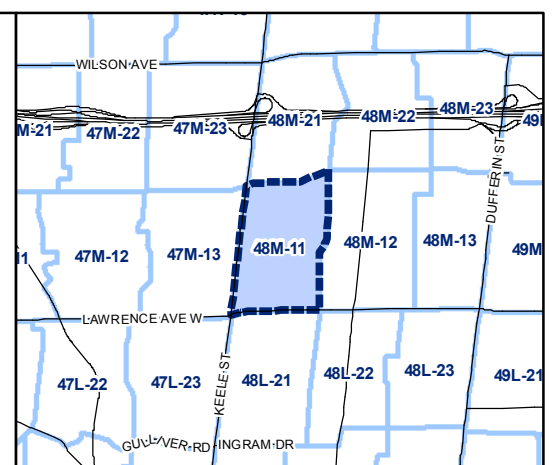 WILSON AVE
M-21
47M-22
47M-23
48M-21
48M-22
48M-23
DUFFERIN ST
47M-12
47M-13
48M-11
48M-12
48M-13
49M
LAWRENCE AVE W
KEELE ST
47L-22
47L-23
48L-21
48L-22
48L-23
49L-21
GULLIVER RD
INGRAM DR